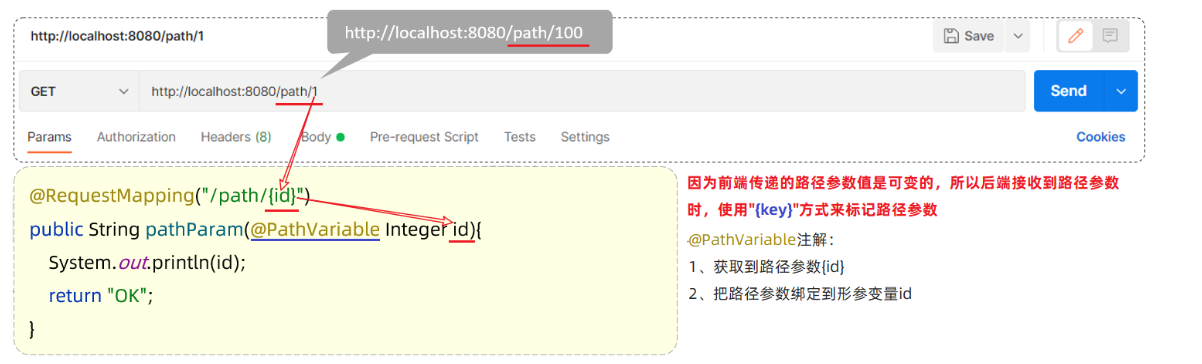 http://localhost:8080/path/1
http://localhost:8080/path/100
Save
GET
http://localhost:8080/path/1
Send
Params Authorization Headers (8) Body Pre-request Script Tests Settings Cookies
@RequestMapping("/path/{id}")
public String pathParam(@PathVariable Integer id){
System.out.println(id);
return "OK";
}
因为前端传递的路径参数值是可变的，所以后端接收到路径参数
时，使用"{key}"方式来标记路径参数
@PathVariable注解：
1、获取到路径参数{id}
2、把路径参数绑定到形参变量id